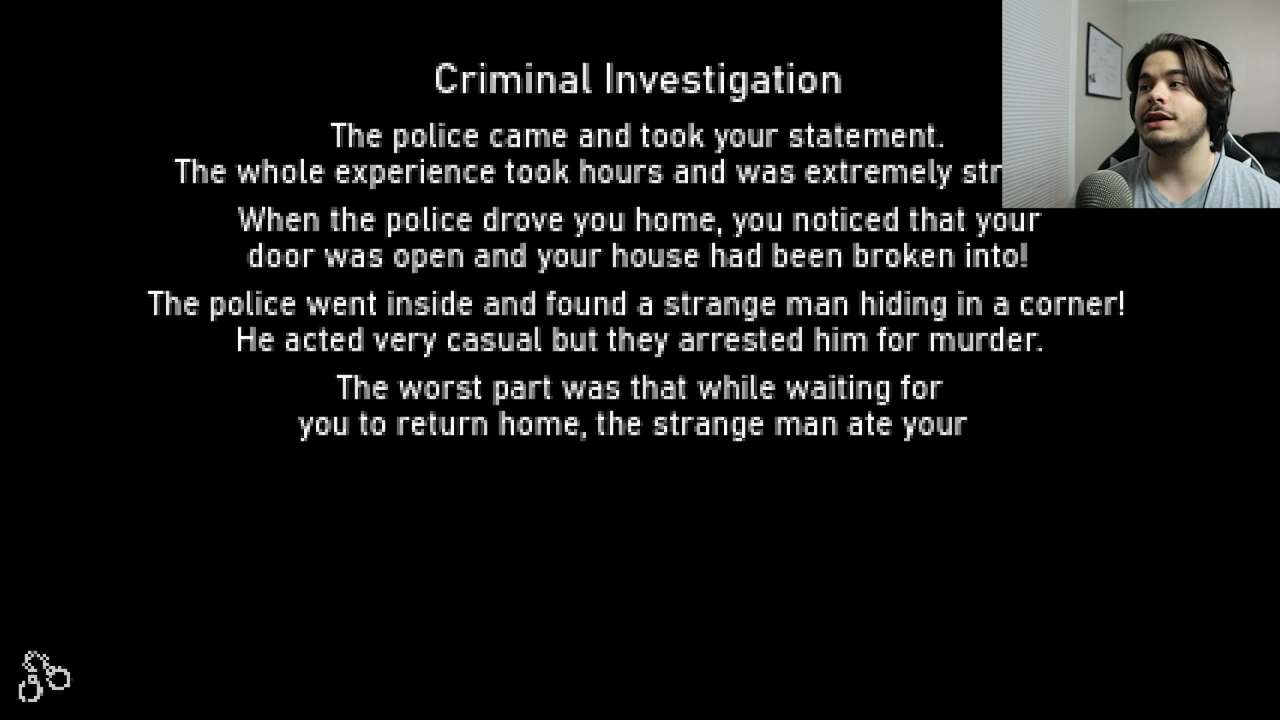 Criminal Investigation
The police came and took your statement.
The whole experience took hours and was extremely
When the police drove you home, you noticed that your
door was open and your house had been broken into!
The police went inside and found a strange man hiding in a corner!
He acted very casual but they arrested him for murder.
The worst part was that while waiting for
you to return home, the strange man ate your